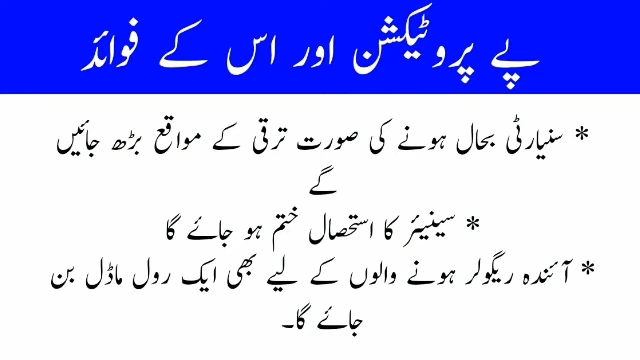 پے پروٹیکشن اور اس کے فوائد
* سنیارٹی بحال ہونے کی صورت ترقی کے مواقع بڑھ جائیں
گے
* سینیئر کا استحصال ختم ہو جائے گا
* آئندہ ریگولر ہونے والوں کے لیے بھی ایک رول ماڈل بن
جائے گا۔